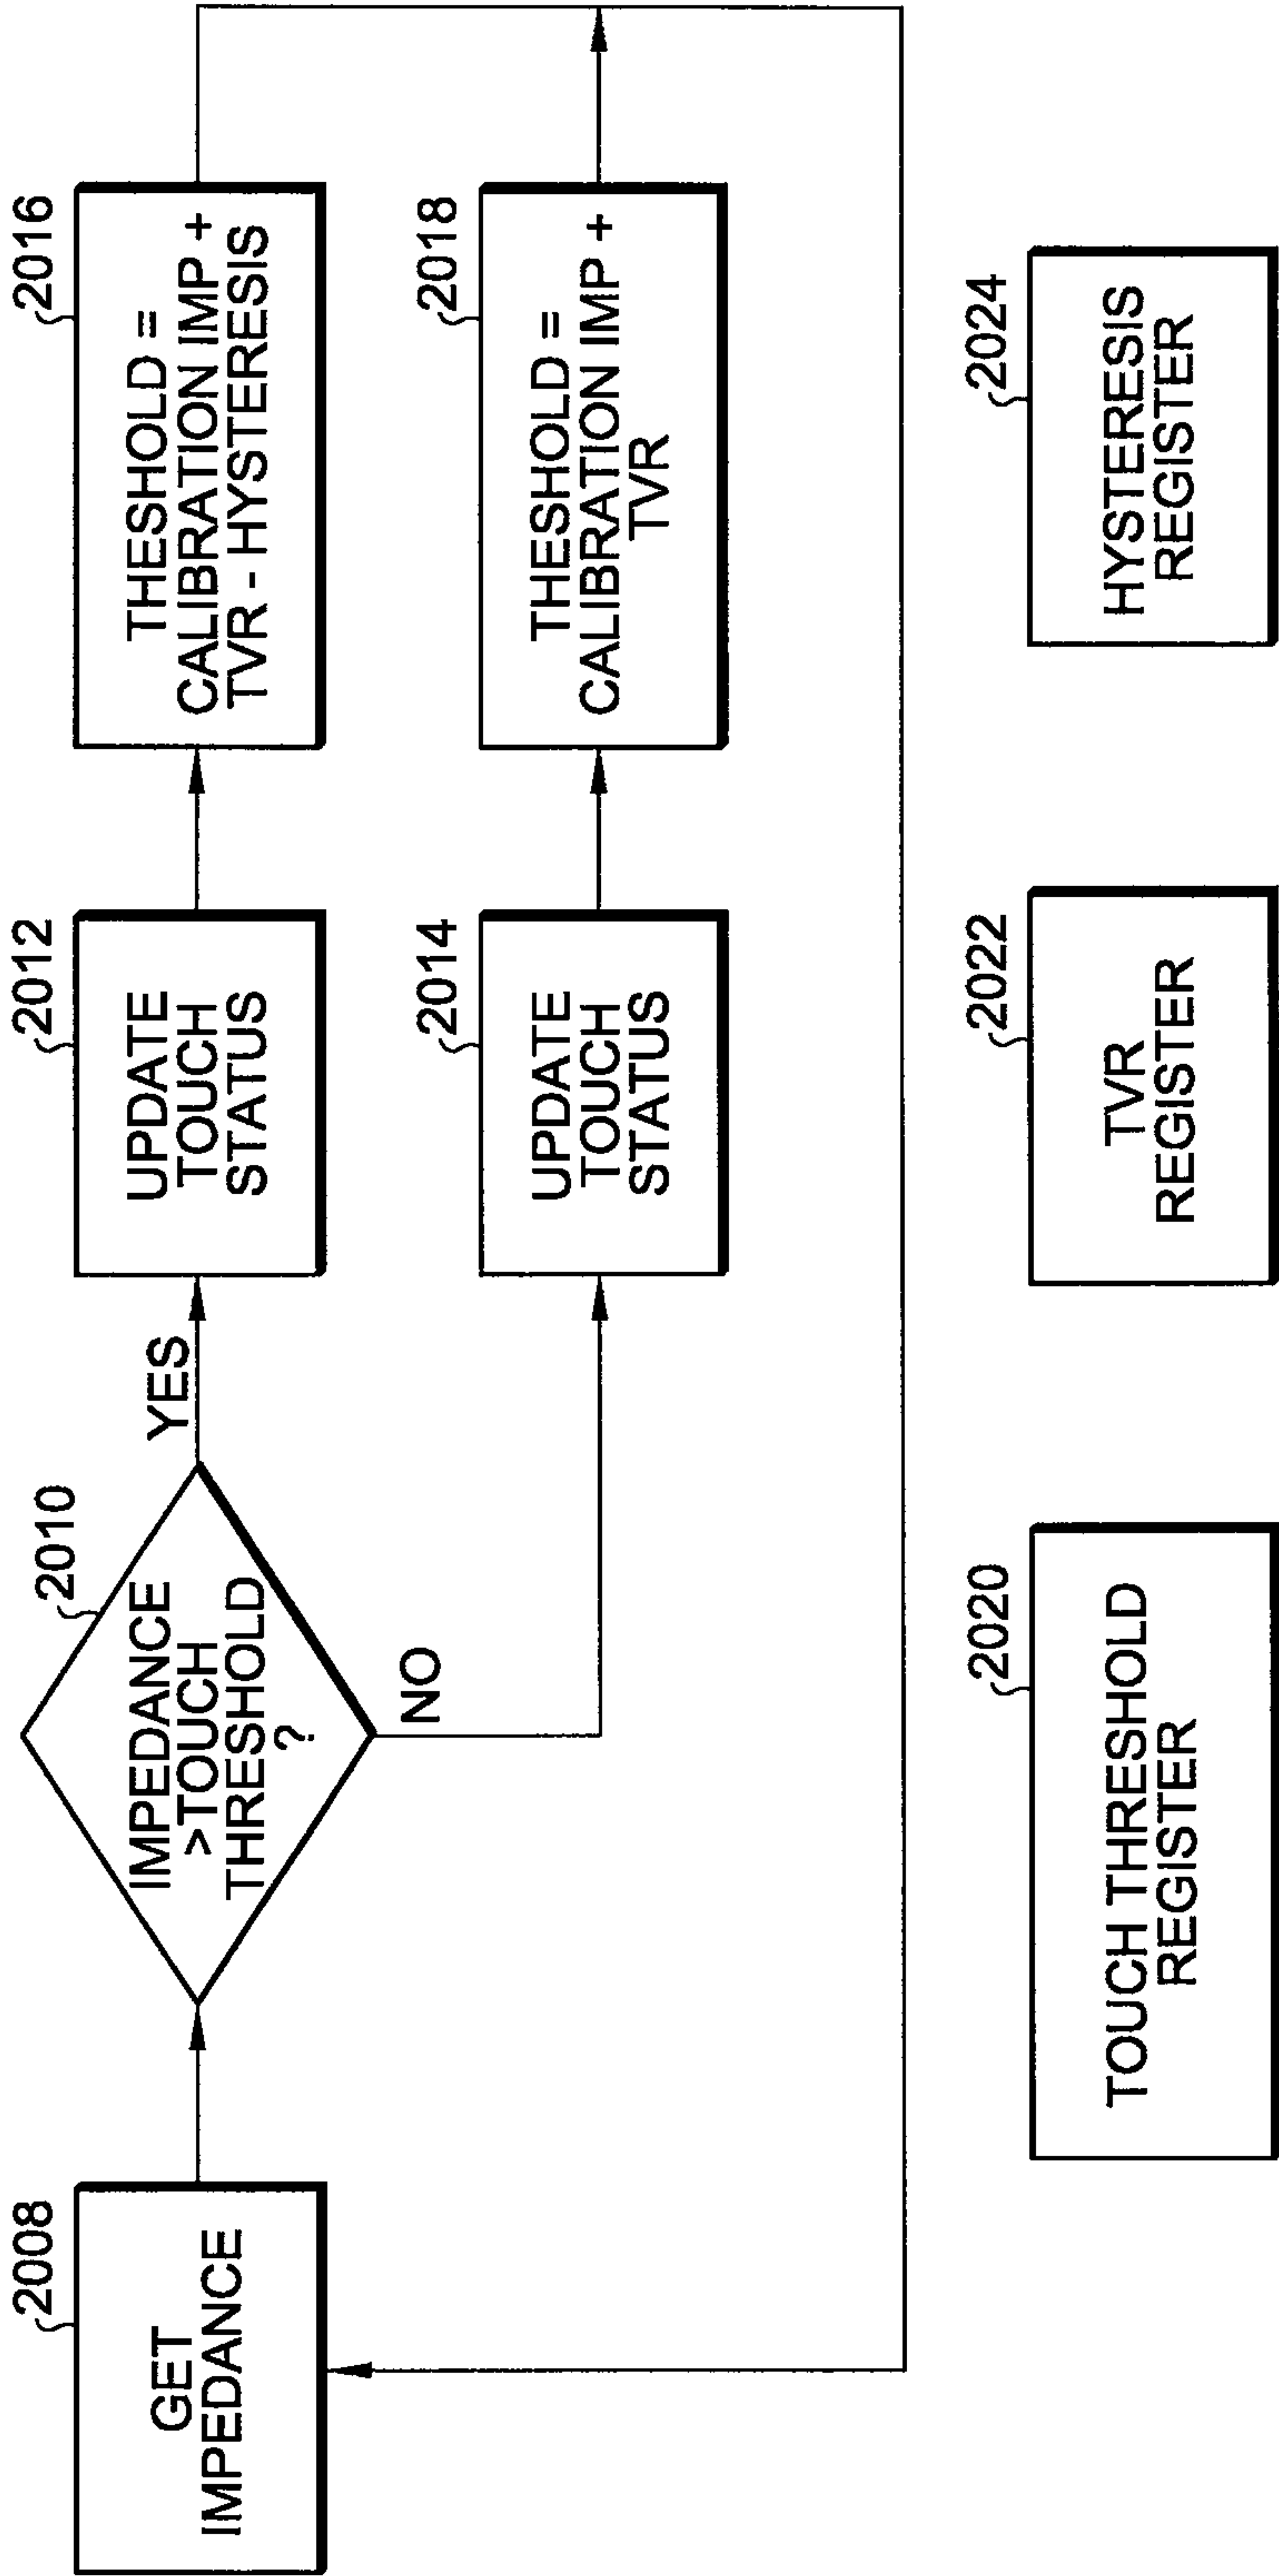 2008
GET
IMPEDANCE
2010
IMPEDANCE
>TOUCH
THRESHOLD
?
YES
NO
2012
UPDATE
TOUCH
STATUS
2014
UPDATE
TOUCH
STATUS
2016
THESHOLD =
CALIBRATION IMP +
TVR - HYSTERESIS
2018
THESHOLD =
CALIBRATION IMP +
TVR
2020
TOUCH THRESHOLD
REGISTER
2022
TVR
REGISTER
2024
HYSTERESIS
REGISTER